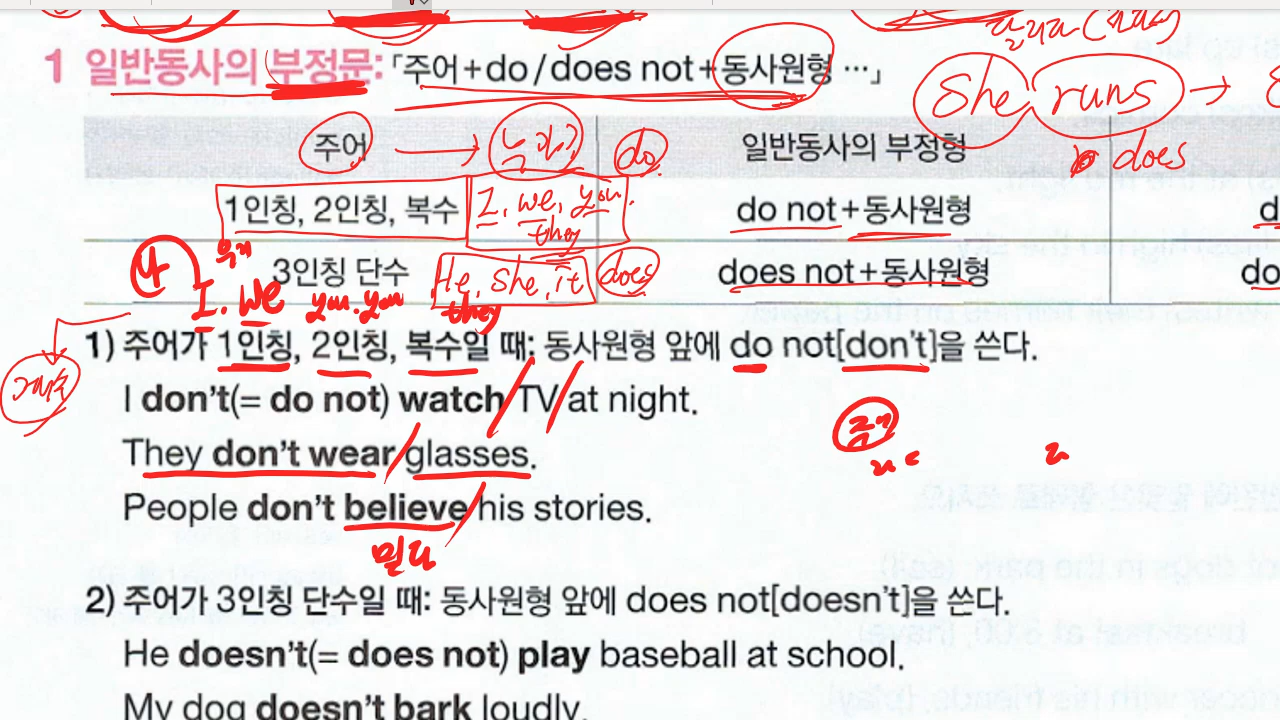 달리다(
1 일반동사의 부정문: 「주어+do/does not+동사원형 …」
She runs →
주어 → 누가? do 일반동사의 부정형 does
1인칭, 2인칭, 복수 I, we, you, they do not+동사원형 d
3인칭 단수 He, she, it does does not+동사원형 do
I. we you. you they
1) 주어가 1인칭, 2인칭, 복수일 때: 동사원형 앞에 do not[don't]을 쓴다.
I don't(= do not) watch TV at night.
주어
They don't wear glasses.
People don't believe his stories.
믿다
2) 주어가 3인칭 단수일 때: 동사원형 앞에 does not[doesn't]을 쓴다.
He doesn't(= does not) play baseball at school.
My dog doesn't bark loudly.